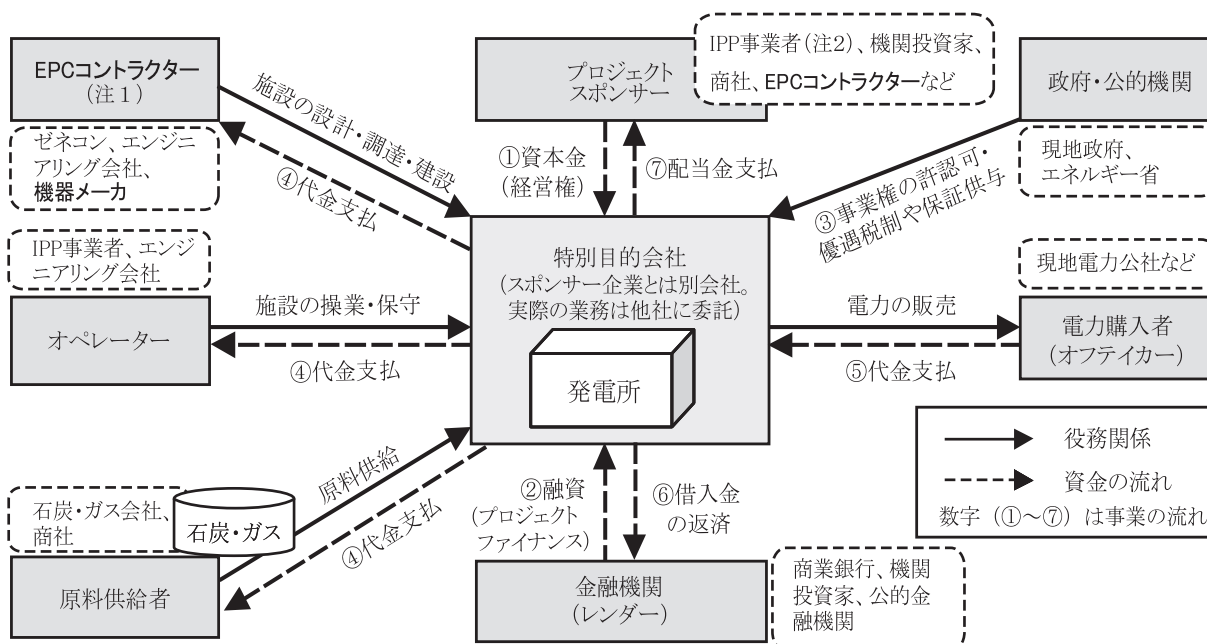 EPCコントラクター
(注1)
ゼネコン、エンジニ
アリング会社、
機器メーカ
施設の設計・調達・建設
④代金支払
プロジェクト
スポンサー
IPP事業者(注2)、機関投資家、
商社、EPCコントラクターなど
政府・公的機関
現地政府、
エネルギー省
①資本金
(経営権)
⑦配当金支払
③事業権の許認可・
優遇税制や保証供与
IPP事業者、エンジ
ニアリング会社
オペレーター
施設の操業・保守
④代金支払
特別目的会社
(スポンサー企業とは別会社。
実際の業務は他社に委託)
発電所
電力の販売
⑤代金支払
現地電力公社など
電力購入者
(オフテイカー)
石炭・ガス会社、
商社
石炭・ガス
原料供給者
原料供給
④代金支払
②融資
(プロジェクト
ファイナンス)
⑥借入金
の返済
金融機関
(レンダー)
商業銀行、機関
投資家、公的金
融機関
役務関係
資金の流れ
数字(①~⑦)は事業の流れ